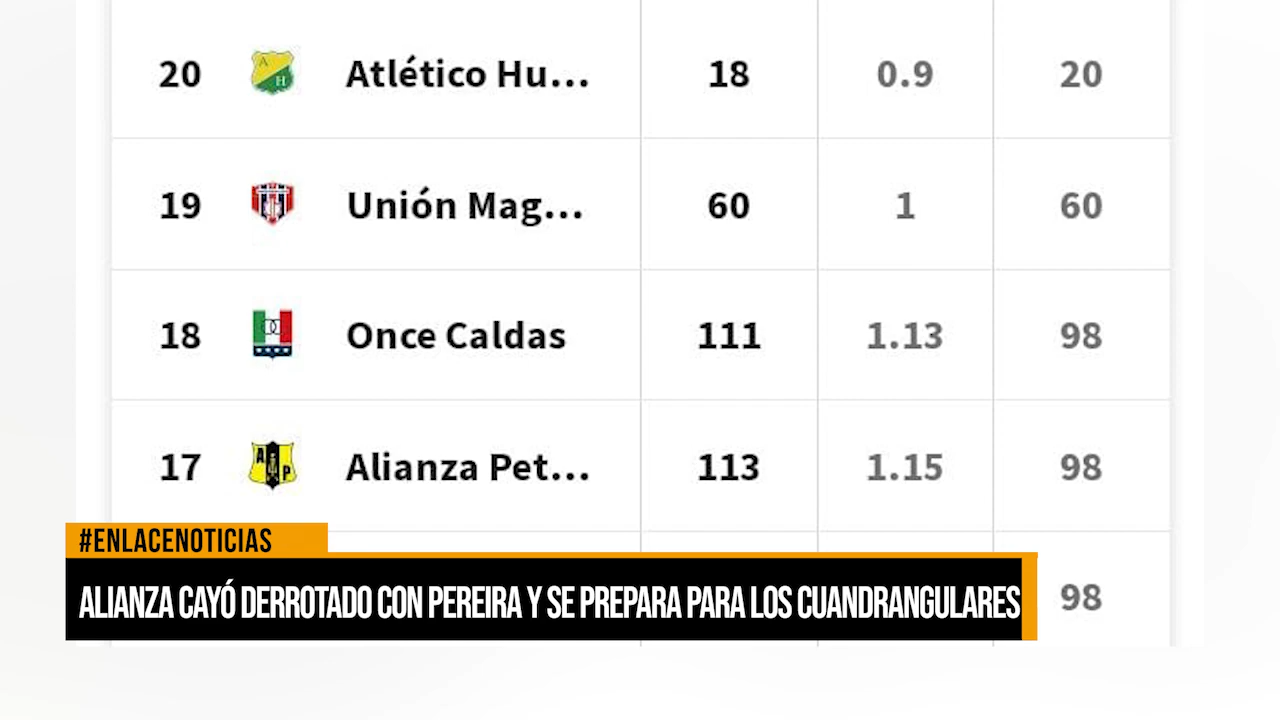 20 Atlético Hu... 18 0.9 20
19 Unión Mag... 60 1 60
18 Once Caldas 111 1.13 98
17 Alianza Pet... 113 1.15 98
98
#ENLACENOTICIAS
ALIANZA CAYÓ DERROTADO CON PEREIRA Y SE PREPARA PARA LOS CUANDRANGULARES